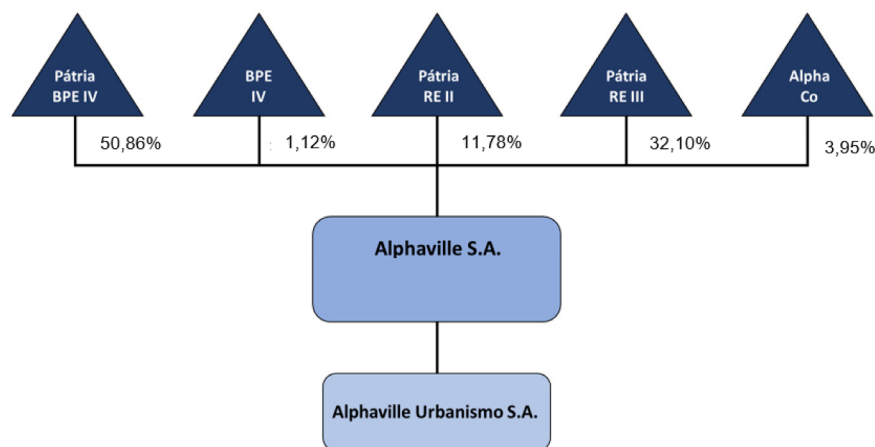 Pátria
BPE IV
BPE
IV
Pátria
RE II
Pátria
RE III
Alpha
Co
50,86%
1,12%
11,78%
32,10%
3,95%
Alphaville S.A.
Alphaville Urbanismo S.A.